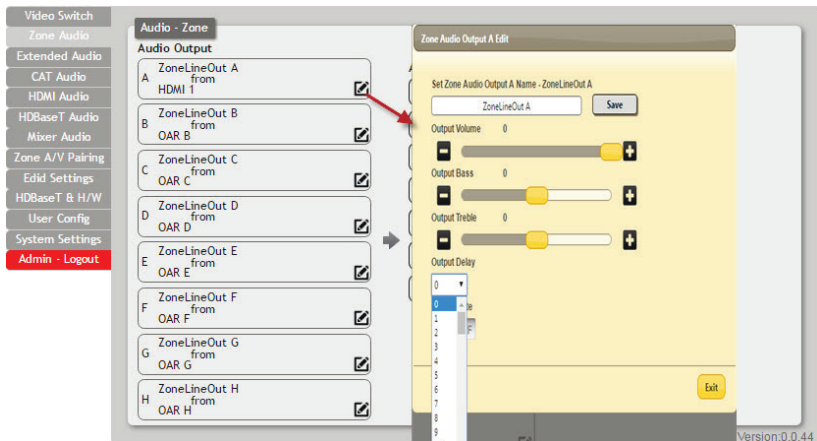 Video Switch
Zone Audio
Extended Audio
CAT Audio
HDMI Audio
HDBaseT Audio
Mixer Audio
Zone A/V Pairing
Edid Settings
HDBaseT & H/W
User Config
System Settings
Admin - Logout
Audio - Zone
Audio Output
A ZoneLineOut A
from
HDMI 1
B ZoneLineOut B
from
OAR B
C ZoneLineOut C
from
OAR C
D ZoneLineOut D
from
OAR D
E ZoneLineOut E
from
OAR E
F ZoneLineOut F
from
OAR F
G ZoneLineOut G
from
OAR G
H ZoneLineOut H
from
OAR H
Zone Audio Output A Edit
Set Zone Audio Output A Name - ZoneLineOut A
ZoneLineOut A Save
Output Volume 0
Output Bass 0
Output Treble 0
Output Delay
0
0
1
2
3
4
5
6
7
8
9
Exit
Version:0.0.44